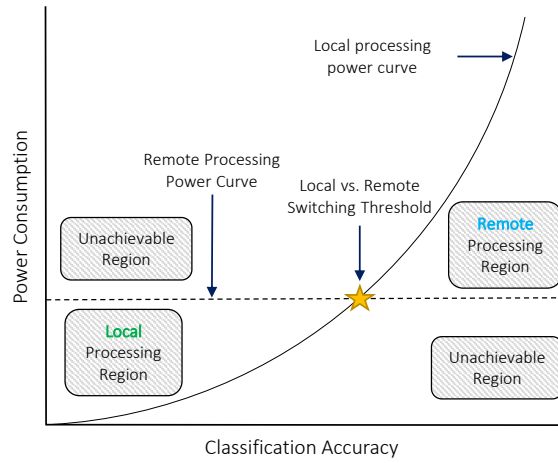 Local processing
power curve
Remote Processing
Power Curve
Local vs. Remote
Switching Threshold
Unachievable
Region
Remote
Processing
Region
Local
Processing
Region
Unachievable
Region
Power Consumption
Classification Accuracy